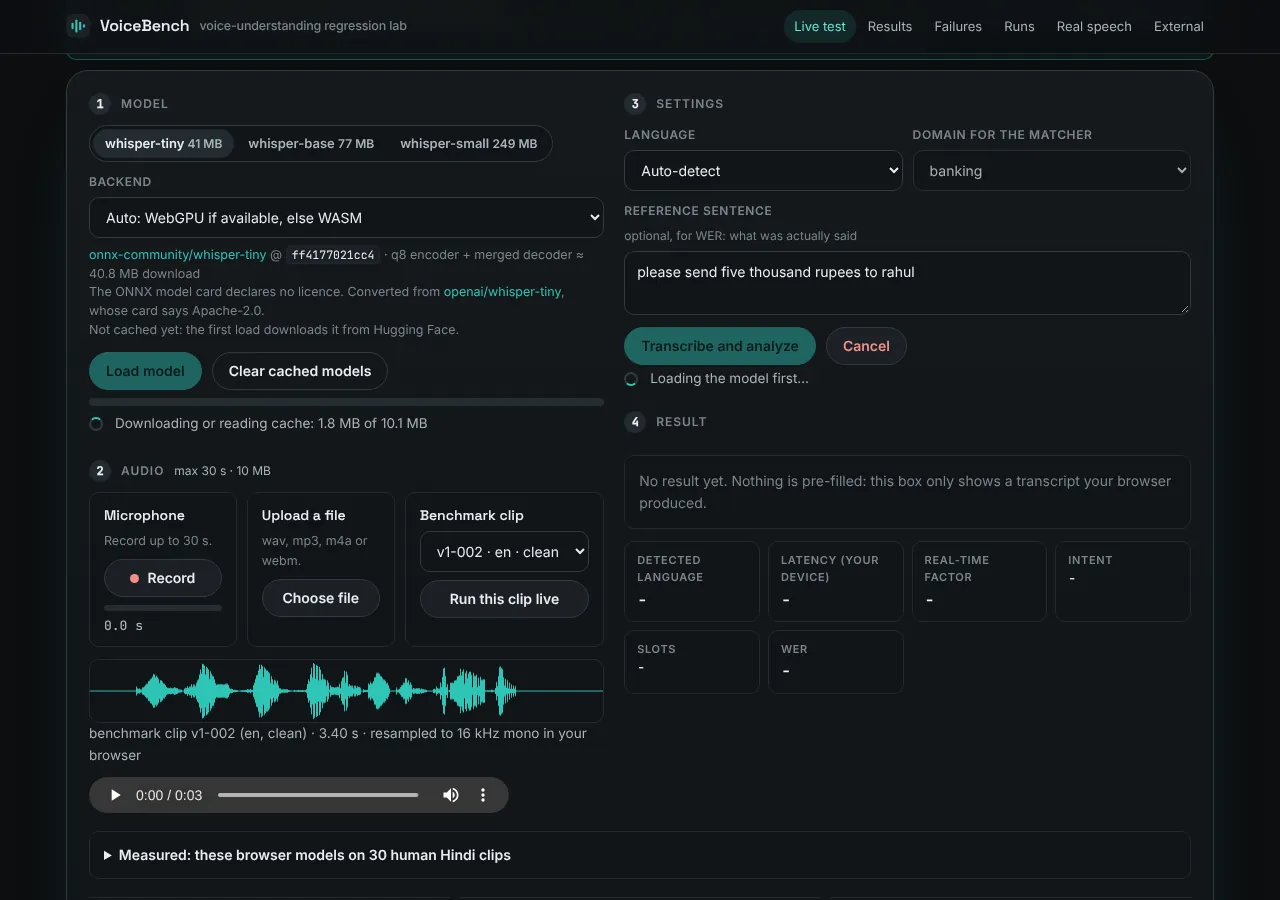 VoiceBench voice-understanding regression lab
Live test Results Failures Runs Real speech External
1 MODEL
whisper-tiny 41 MB whisper-base 77 MB whisper-small 249 MB
BACKEND
Auto: WebGPU if available, else WASM
onnx-community/whisper-tiny @ ff4177021cc4 · q8 encoder + merged decoder ≈
40.8 MB download
The ONNX model card declares no licence. Converted from openai/whisper-tiny,
whose card says Apache-2.0.
Not cached yet: the first load downloads it from Hugging Face.
Load model Clear cached models
Downloading or reading cache: 1.8 MB of 10.1 MB
2 AUDIO max 30 s · 10 MB
Microphone
Record up to 30 s.
Record
0.0 s
Upload a file
wav, mp3, m4a or
webm.
Choose file
Benchmark clip
v1-002 · en · clean
Run this clip live
benchmark clip v1-002 (en, clean) · 3.40 s · resampled to 16 kHz mono in your
browser
0:00 / 0:03
3 SETTINGS
LANGUAGE
Auto-detect
DOMAIN FOR THE MATCHER
banking
REFERENCE SENTENCE
optional, for WER: what was actually said
please send five thousand rupees to rahul
Transcribe and analyze Cancel
Loading the model first...
4 RESULT
No result yet. Nothing is pre-filled: this box only shows a transcript your browser
produced.
DETECTED
LANGUAGE
-
LATENCY (YOUR
DEVICE)
-
REAL-TIME
FACTOR
-
INTENT
-
SLOTS
-
WER
-
Measured: these browser models on 30 human Hindi clips